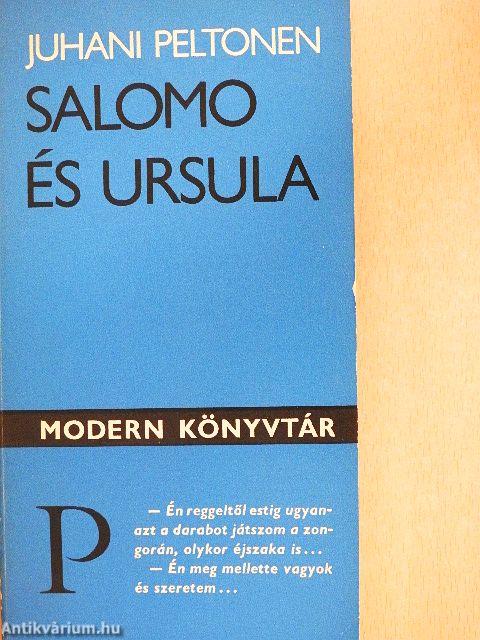 JUHANI PELTONEN
SALOMO
ÉS URSULA
MODERN KÖNYVTÁR
P
— Én reggeltől estig ugyan-
azt a darabot játszom a zon-
gorán, olykor éjszaka is...
— Én meg mellette vagyok
és szeretem...
Antikvárium.hu